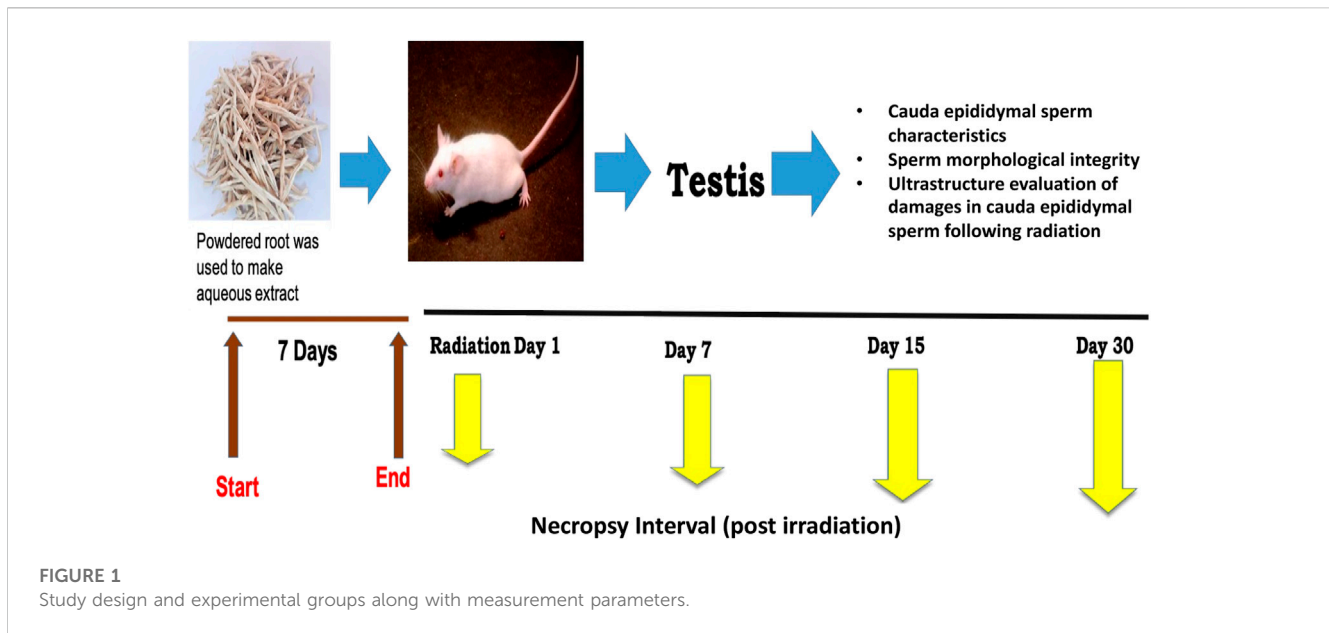 Powdered root was
used to make
aqueous extract
Testis
• Cauda epididymal sperm
characteristics
• Sperm morphological integrity
• Ultrastructure evaluation of
damages in cauda epididymal
sperm following radiation
7 Days
Radiation Day 1
Day 7
Day 15
Day 30
Start
End
Necropsy Interval (post irradiation)
FIGURE 1
Study design and experimental groups along with measurement parameters.